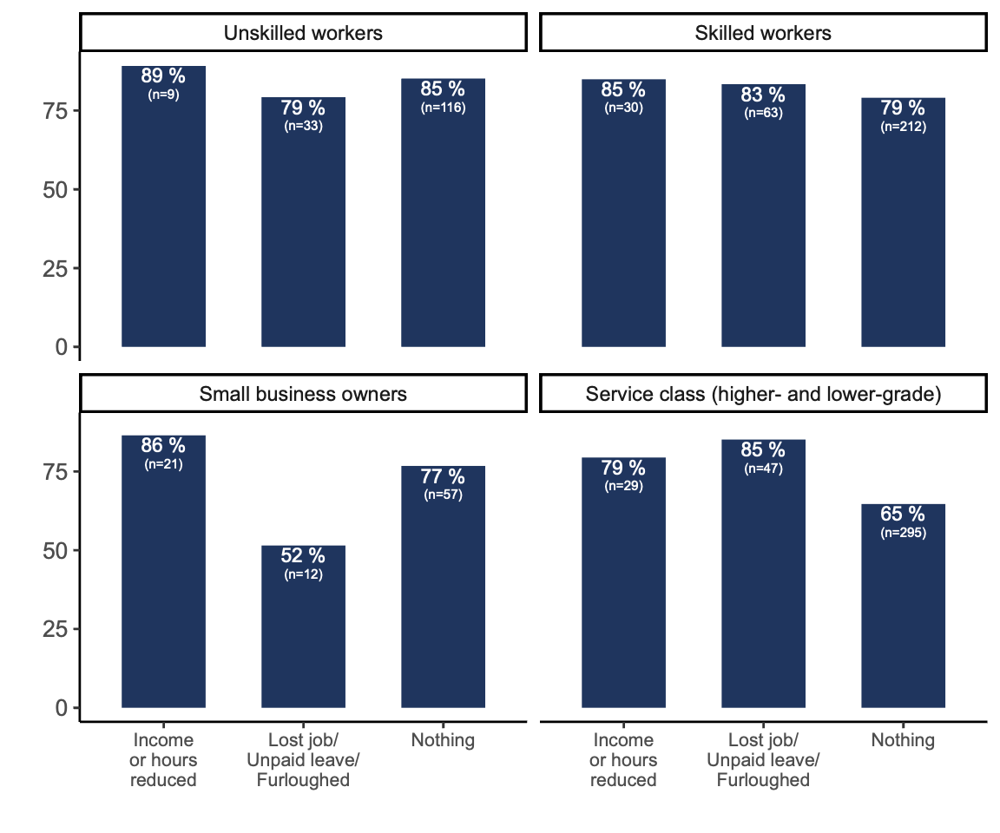 Unskilled workers
Skilled workers
89 %
(n=9)
79 %
(n=33)
85 %
(n=116)
85 %
(n=30)
83 %
(n=63)
79 %
(n=212)
75
50
25
0
Small business owners
Service class (higher- and lower-grade)
86 %
(n=21)
52 %
(n=12)
77 %
(n=57)
79 %
(n=29)
85 %
(n=47)
65 %
(n=295)
75
50
25
0
Income
or hours
reduced
Lost job/
Unpaid leave/
Furloughed
Nothing
Income
or hours
reduced
Lost job/
Unpaid leave/
Furloughed
Nothing